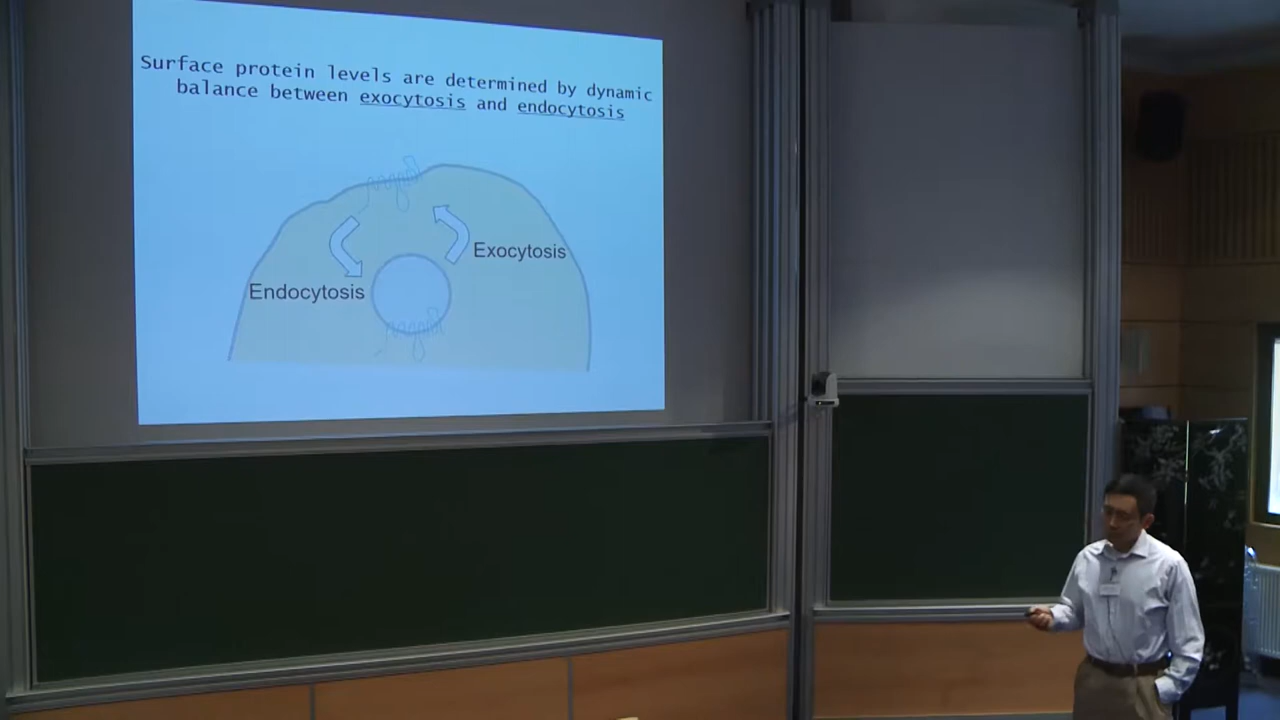 Surface protein levels are determined by dynamic
balance between exocytosis and endocytosis
Exocytosis
Endocytosis